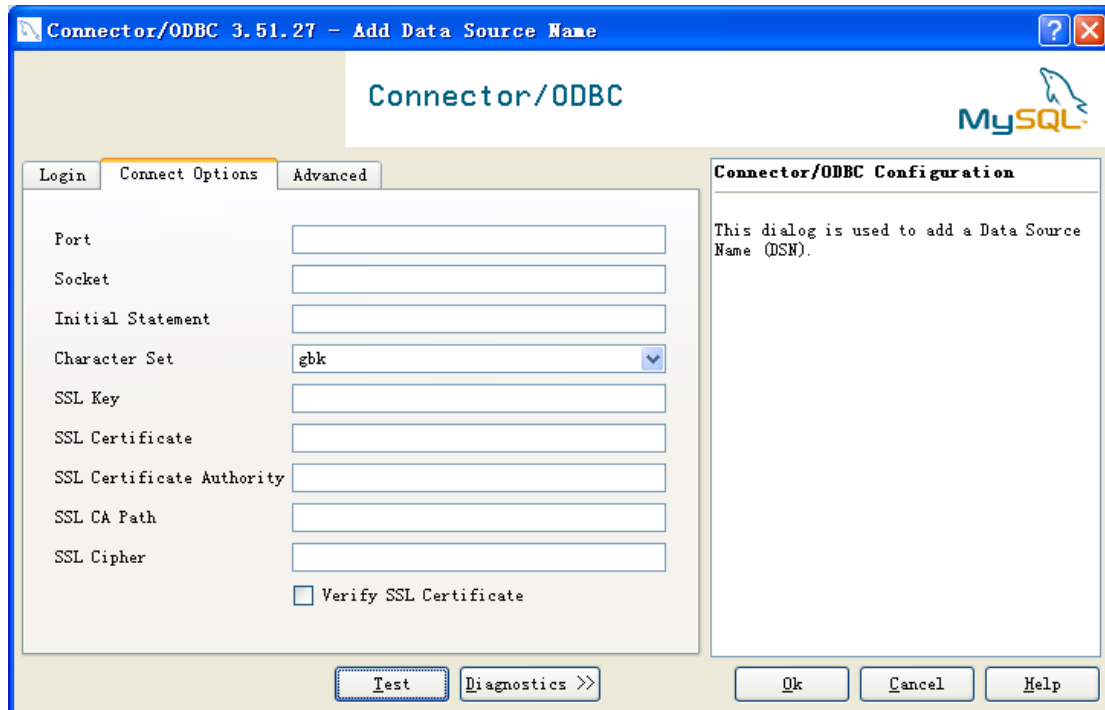 Connector/ODBC 3.51.27 - Add Data Source Name
Connector/ODBC
MySQL
Login
Connect Options
Advanced
Port
Socket
Initial Statement
Character Set
gbk
SSL Key
SSL Certificate
SSL Certificate Authority
SSL CA Path
SSL Cipher
Verify SSL Certificate
Connector/ODBC Configuration
This dialog is used to add a Data Source
Name (DSN).
Test
Diagnostics >>
Ok
Cancel
Help